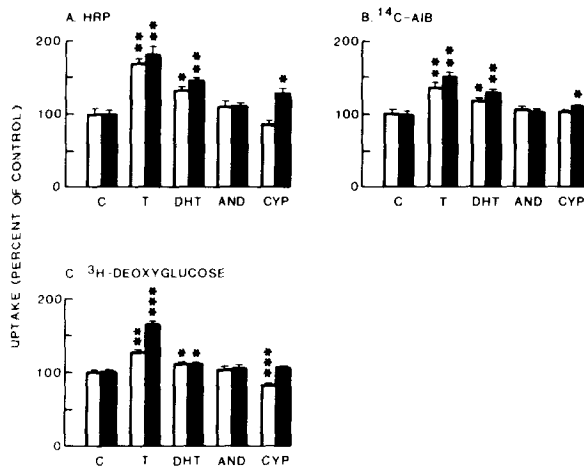 A. HRP
200
100
0
C T DHT AND CYP
B. ¹⁴C-AIB
200
100
0
C T DHT AND CYP
C ³H-DEOXYGLUCOSE
200
100
0
C T DHT AND CYP
UPTAKE (PERCENT OF CONTROL)